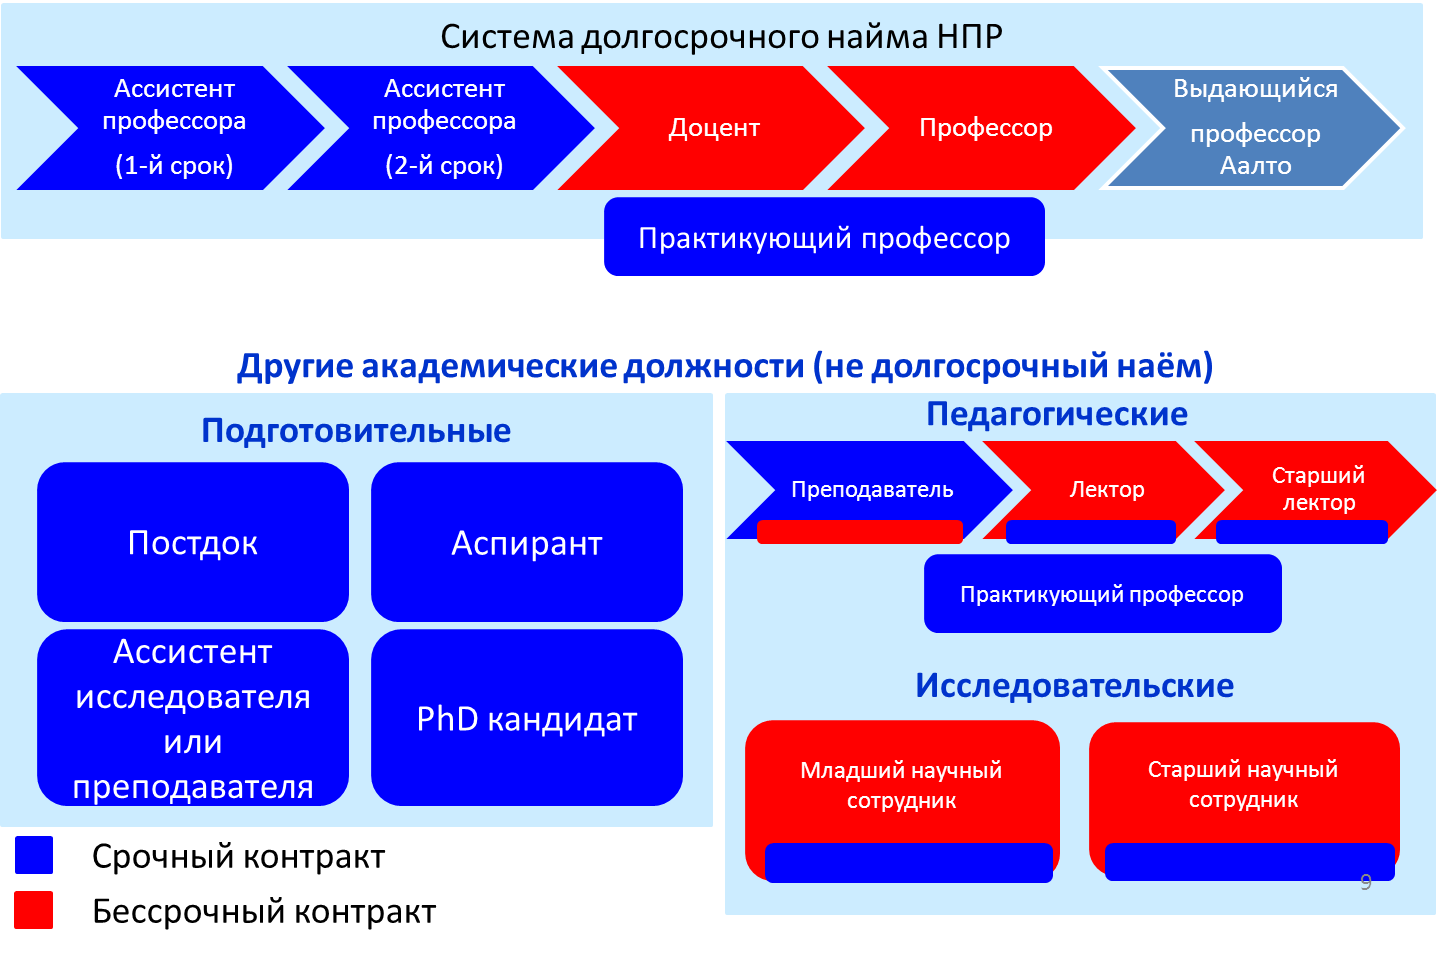 Система долгосрочного найма НПР
Ассистент
профессора
(1-й срок)
Ассистент
профессора
(2-й срок)
Доцент
Профессор
Выдающийся
профессор
Аалто
Практикующий профессор
Другие академические должности (не долгосрочный наём)
Подготовительные
Постдок
Аспирант
Ассистент
исследователя
или
преподавателя
PhD кандидат
Педагогические
Преподаватель
Лектор
Старший
лектор
Практикующий профессор
Исследовательские
Младший научный
сотрудник
Старший научный
сотрудник
9
Срочный контракт
Бессрочный контракт